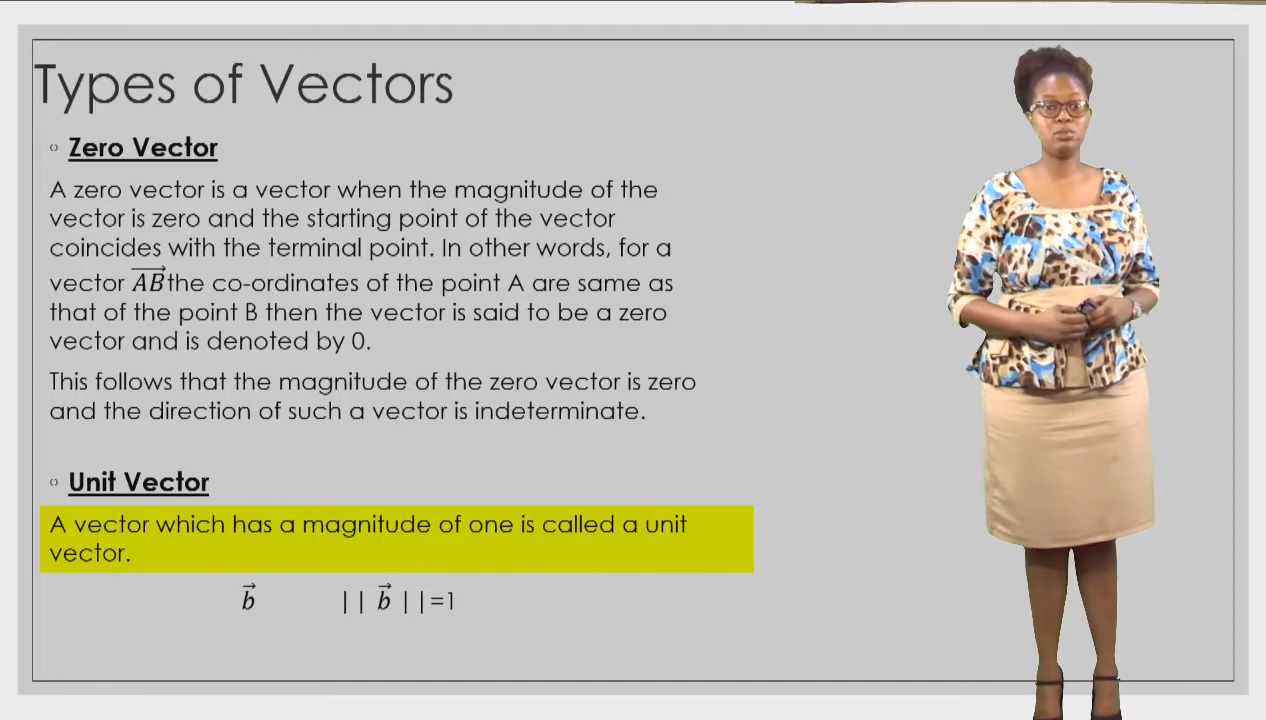 Types of Vectors
Zero Vector
A zero vector is a vector when the magnitude of the
vector is zero and the starting point of the vector
coincides with the terminal point. In other words, for a
vector \(\overrightarrow{AB}\)the co-ordinates of the point A are same as
that of the point B then the vector is said to be a zero
vector and is denoted by 0.
This follows that the magnitude of the zero vector is zero
and the direction of such a vector is indeterminate.
Unit Vector
A vector which has a magnitude of one is called a unit
vector.
\(\vec{b}\) | | \(\vec{b}\) | |=1